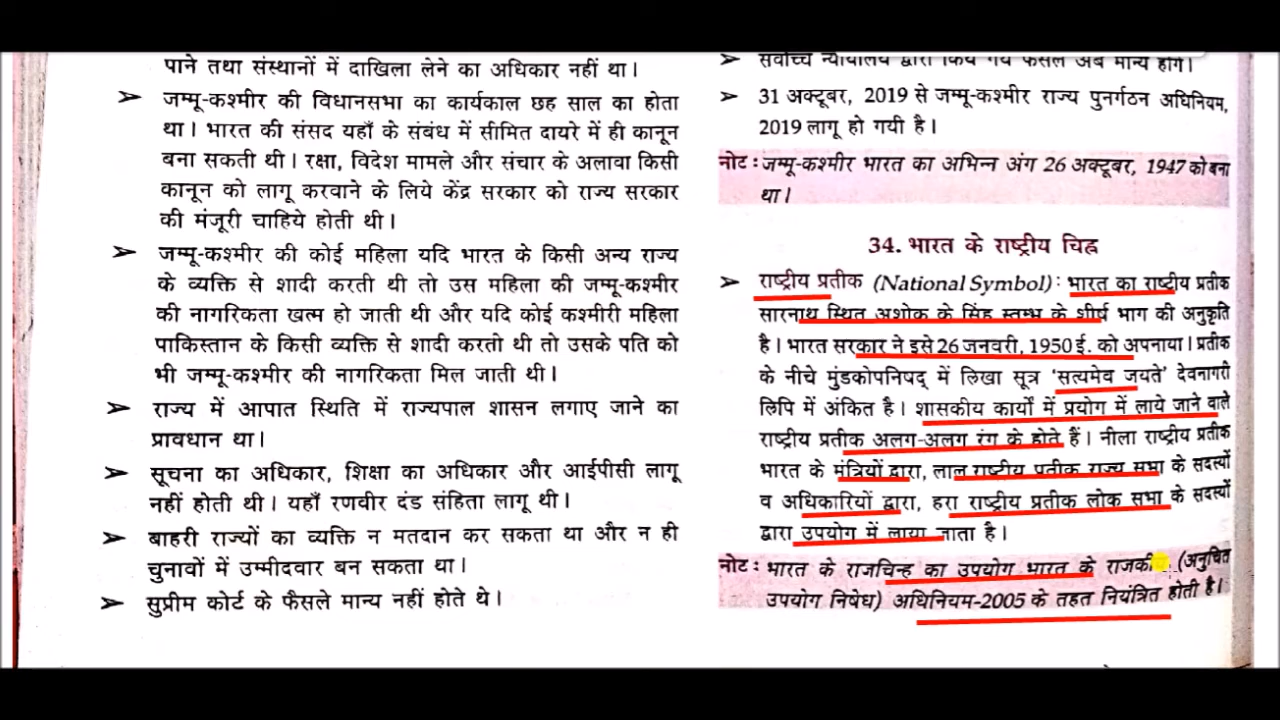 पाने तथा संस्थानों में दाखिला लेने का अधिकार नहीं था।
➢ जम्मू-कश्मीर की विधानसभा का कार्यकाल छह साल का होता
था। भारत की संसद यहाँ के संबंध में सीमित दायरे में ही कानून
बना सकती थी। रक्षा, विदेश मामले और संचार के अलावा किसी
कानून को लागू करवाने के लिये केंद्र सरकार को राज्य सरकार
की मंजूरी चाहिये होती थी।
➢ जम्मू-कश्मीर की कोई महिला यदि भारत के किसी अन्य राज्य
के व्यक्ति से शादी करती थी तो उस महिला की जम्मू-कश्मीर
की नागरिकता खत्म हो जाती थी और यदि कोई कश्मीरी महिला
पाकिस्तान के किसी व्यक्ति से शादी करतो थी तो उसके पति को
भी जम्मू-कश्मीर की नागरिकता मिल जाती थी।
➢ राज्य में आपात स्थिति में राज्यपाल शासन लगाए जाने का
प्रावधान था।
➢ सूचना का अधिकार, शिक्षा का अधिकार और आईपीसी लागू
नहीं होती थी। यहाँ रणवीर दंड संहिता लागू थी।
➢ बाहरी राज्यों का व्यक्ति न मतदान कर सकता था और न ही
चुनावों में उम्मीदवार बन सकता था।
➢ सुप्रीम कोर्ट के फैसले मान्य नहीं होते थे।
➢ सर्वोच्च न्यायालय द्वारा किये गये फैसले अब मान्य होंगे।
➢ 31 अक्टूबर, 2019 से जम्मू-कश्मीर राज्य पुनर्गठन अधिनियम,
2019 लागू हो गयी है।
नोट : जम्मू-कश्मीर भारत का अभिन्न अंग 26 अक्टूबर, 1947 को बना
था।
34. भारत के राष्ट्रीय चिह्न
➢ राष्ट्रीय प्रतीक (National Symbol) : भारत का राष्ट्रीय प्रतीक
सारनाथ स्थित अशोक के सिंह स्तम्भ के शीर्ष भाग की अनुकृति
है। भारत सरकार ने इसे 26 जनवरी, 1950 ई. को अपनाया। प्रतीक
के नीचे मुंडकोपनिषद् में लिखा सूत्र 'सत्यमेव जयते' देवनागरी
लिपि में अंकित है। शासकीय कार्यों में प्रयोग में लाये जाने वाले
राष्ट्रीय प्रतीक अलग-अलग रंग के होते हैं। नीला राष्ट्रीय प्रतीक
भारत के मंत्रियों द्वारा, लाल राष्ट्रीय प्रतीक राज्य सभा के सदस्यों
व अधिकारियों द्वारा, हरा राष्ट्रीय प्रतीक लोक सभा के सदस्यों
द्वारा उपयोग में लाया जाता है।
नोट : भारत के राजचिन्ह का उपयोग भारत के (अनुचित
उपयोग निषेध) अधिनियम-2005 के तहत नियंत्रित होती है।